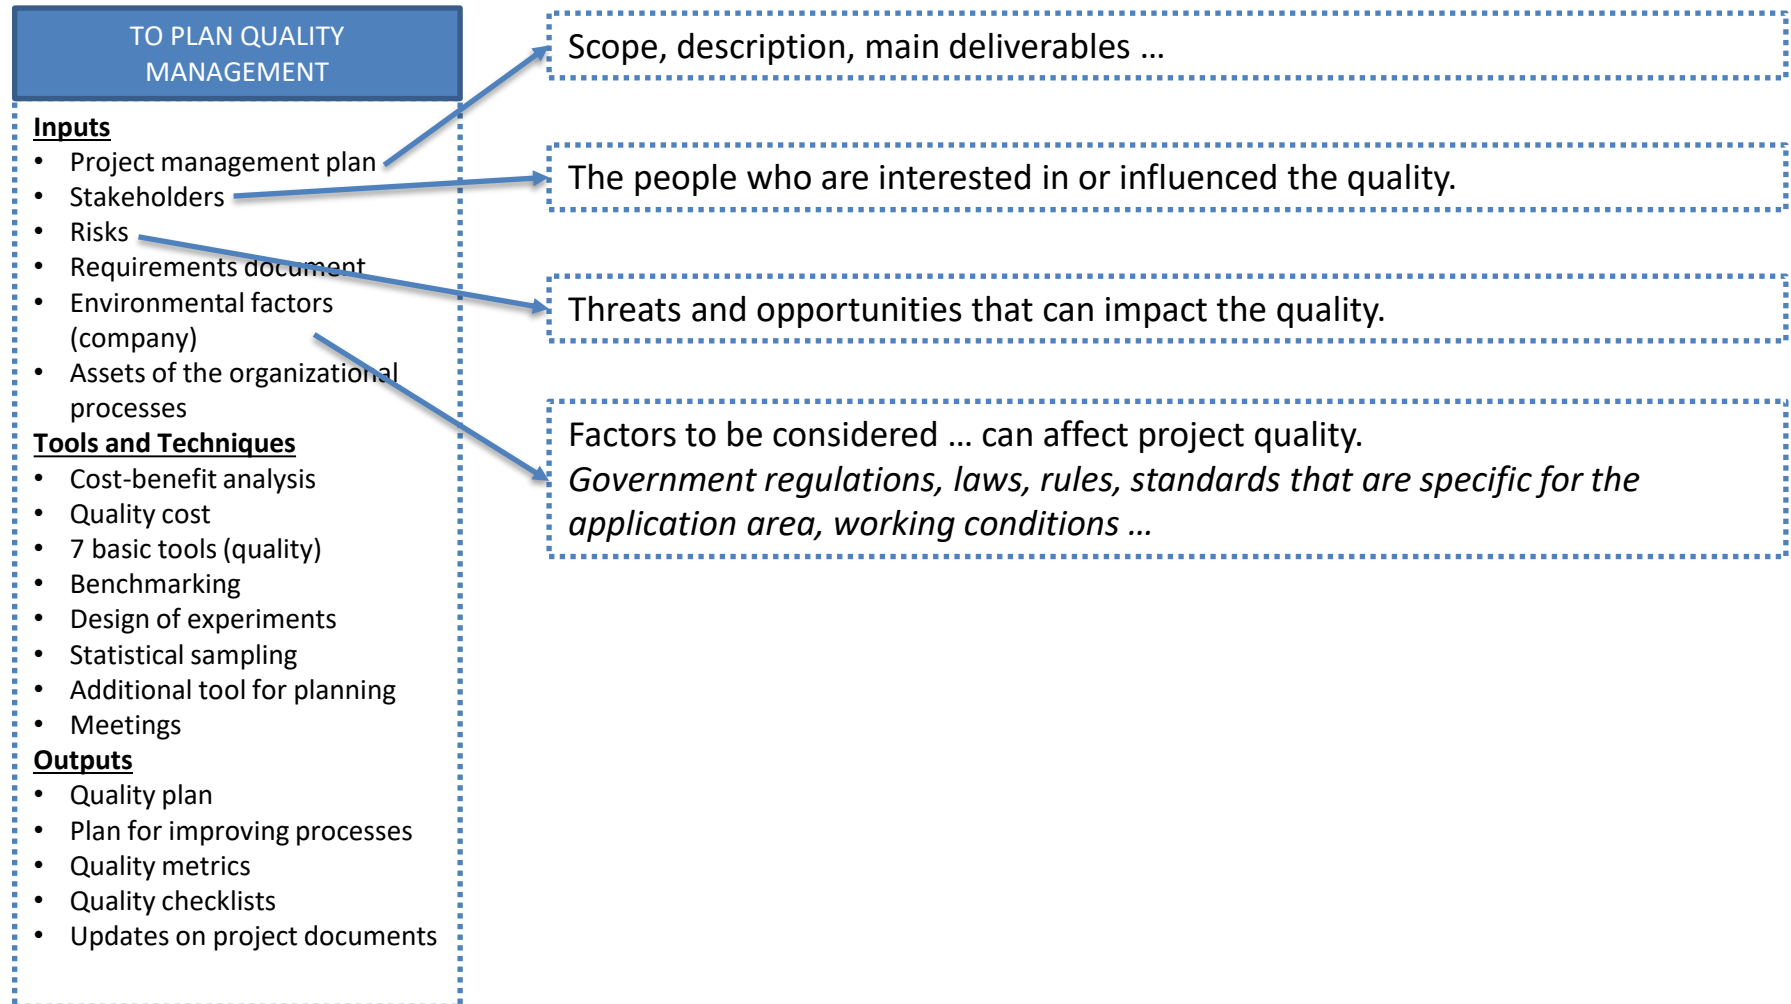 TO PLAN QUALITY
MANAGEMENT
Inputs
• Project management plan
• Stakeholders
• Risks
• Requirements document
• Environmental factors
(company)
• Assets of the organizational
processes
Tools and Techniques
• Cost-benefit analysis
• Quality cost
• 7 basic tools (quality)
• Benchmarking
• Design of experiments
• Statistical sampling
• Additional tool for planning
• Meetings
Outputs
• Quality plan
• Plan for improving processes
• Quality metrics
• Quality checklists
• Updates on project documents
Scope, description, main deliverables …
The people who are interested in or influenced the quality.
Threats and opportunities that can impact the quality.
Factors to be considered … can affect project quality.
Government regulations, laws, rules, standards that are specific for the
application area, working conditions …